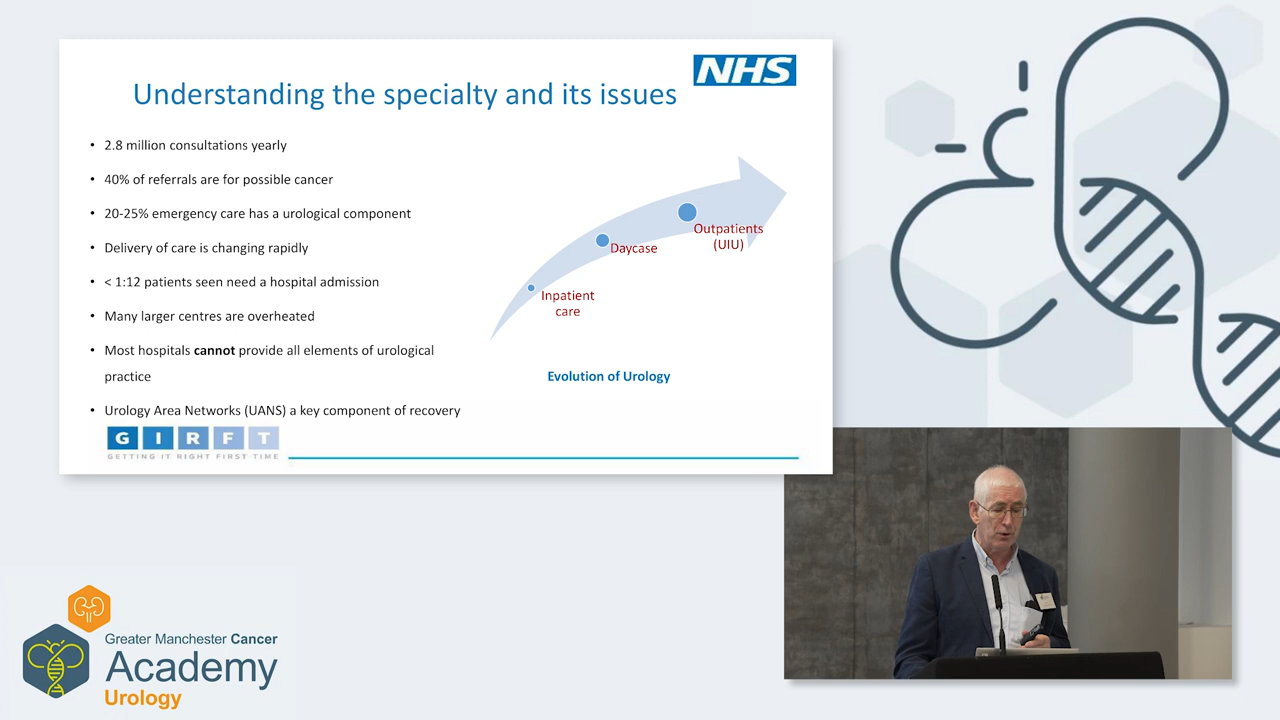 NHS
Understanding the specialty and its issues
• 2.8 million consultations yearly
• 40% of referrals are for possible cancer
• 20-25% emergency care has a urological component
• Delivery of care is changing rapidly
• < 1:12 patients seen need a hospital admission
• Many larger centres are overheated
• Most hospitals cannot provide all elements of urological
practice
• Urology Area Networks (UANS) a key component of recovery
Outpatients
(UIU)
Daycase
Inpatient
care
Evolution of Urology
G I R F T
GETTING IT RIGHT FIRST TIME
Greater Manchester Cancer
Academy
Urology